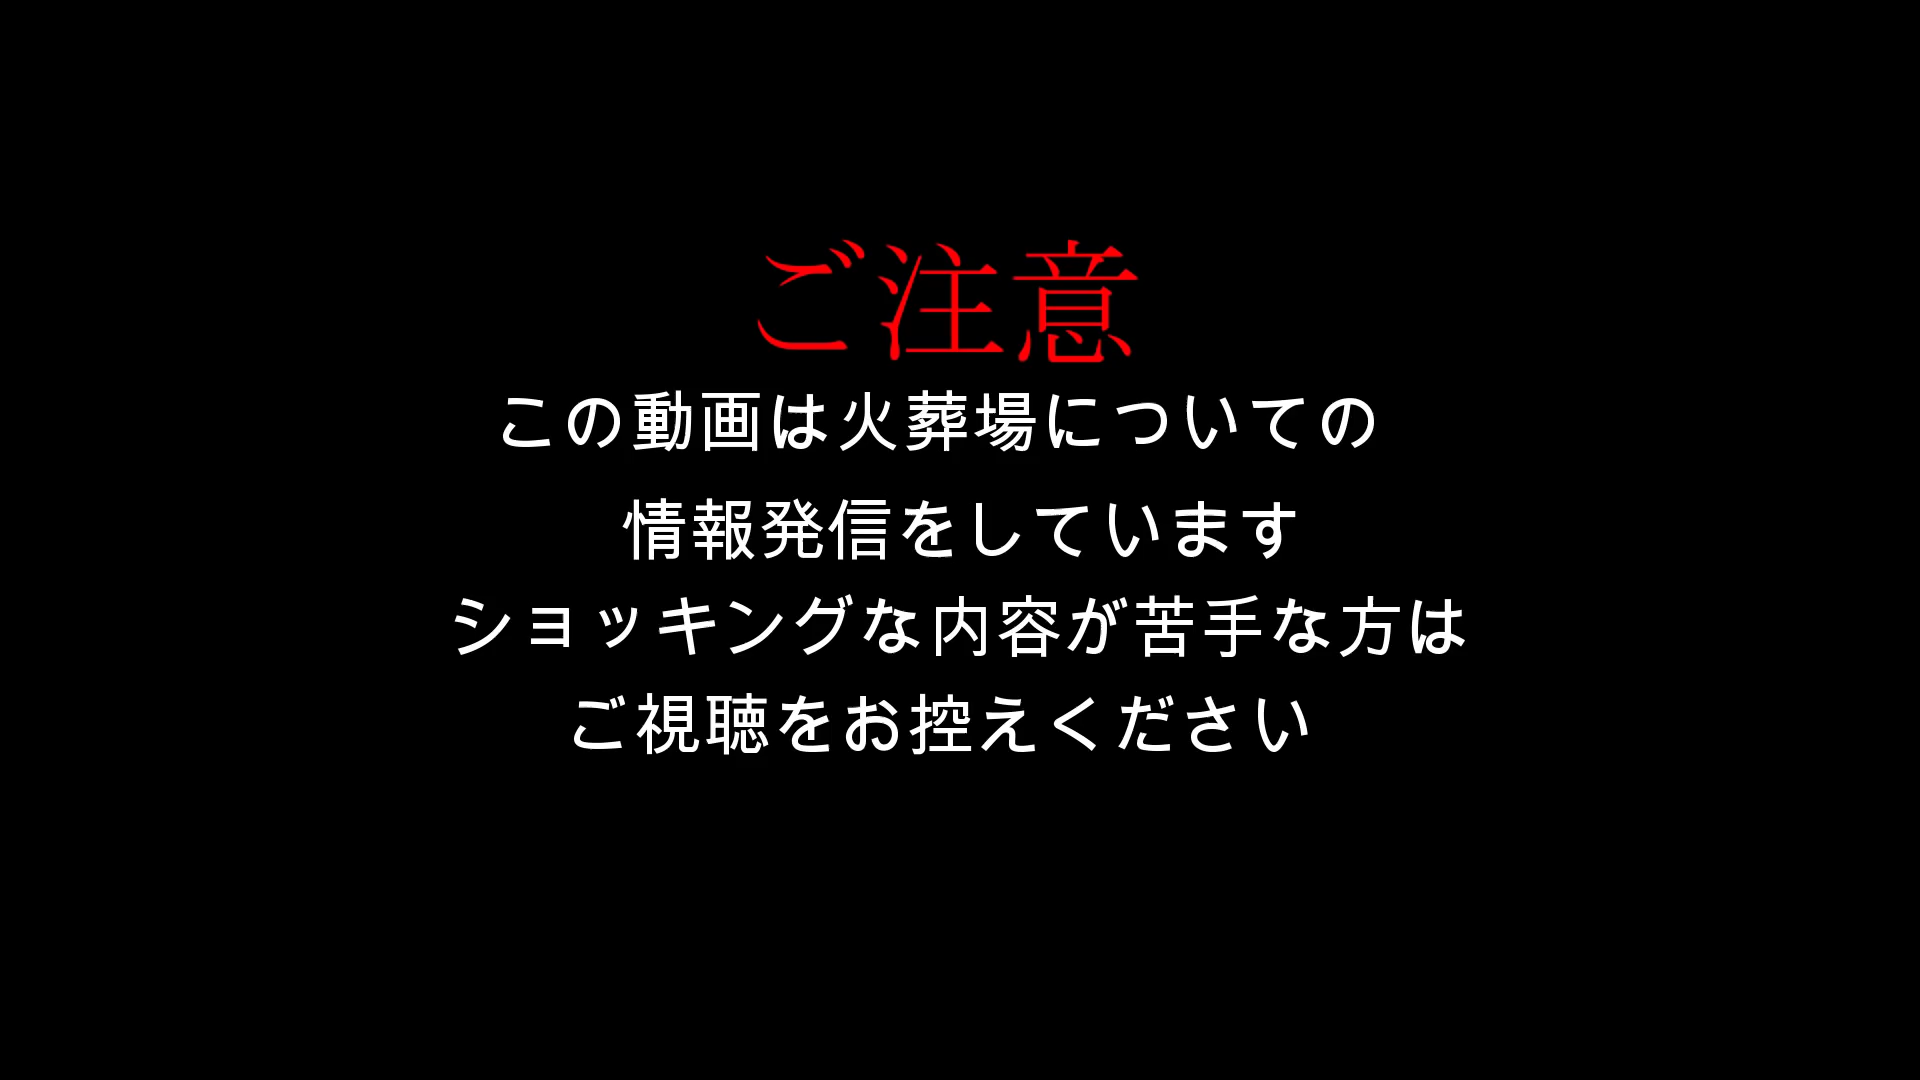 ご注意
この動画は火葬場についての
情報発信をしています
ショッキングな内容が苦手な方は
ご視聴をお控えください